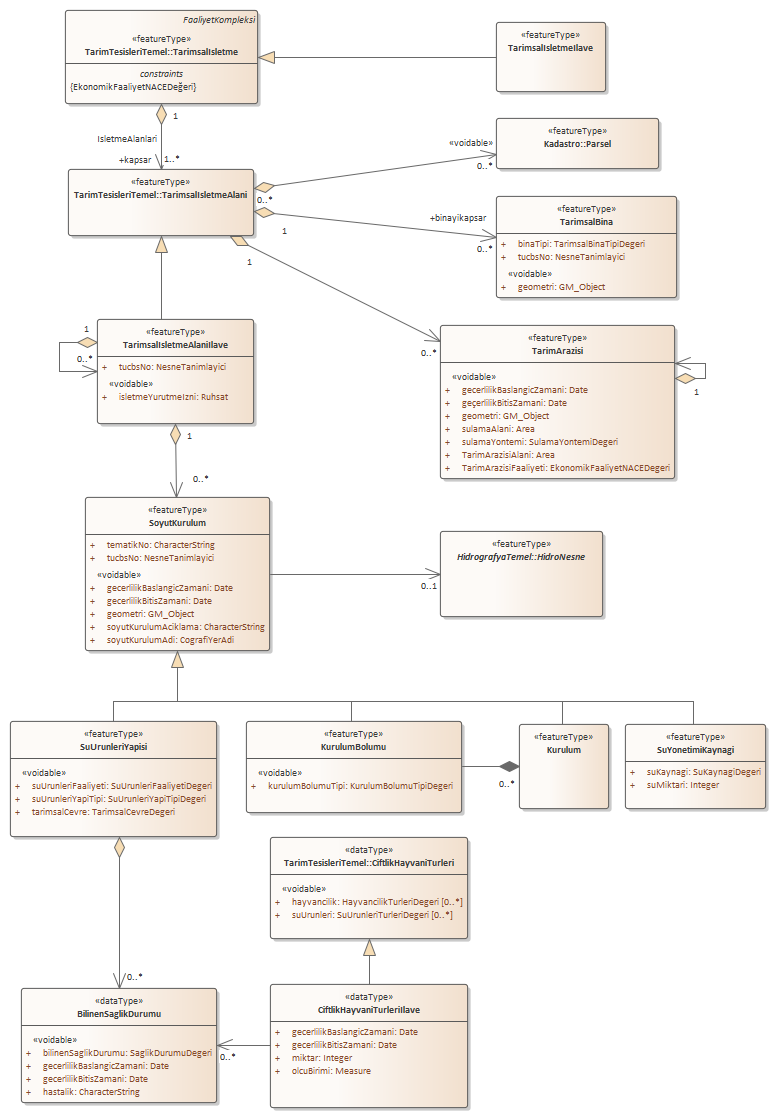 FaaliyetKompleksi
«featureType»
TarimTesisleriTemel::TarimsalIsletme
constraints
{EkonomikFaaliyetNACEDeğeri}
«featureType»
TarimsalIsletmeIlave
1
IsletmeAlanlari
+kapsar
1..*
«featureType»
TarimTesisleriTemel::TarimsalIsletmeAlani
«voidable»
0..*
0..*
«featureType»
Kadastro::Parsel
+binayikapsar
1
0..*
«featureType»
TarimsalBina
+ binaTipi: TarimsalBinaTipiDegeri
+ tucbsNo: NesneTanimlayici
«voidable»
+ geometri: GM_Object
1
0..*
«featureType»
TarimsalIsletmeAlaniIlave
+ tucbsNo: NesneTanimlayici
«voidable»
+ isletmeYurutmeIzni: Ruhsat
1
0..*
«featureType»
TarimArazisi
«voidable»
+ gecerlilikBaslangicZamani: Date
+ geçerlilikBitisZamani: Date
+ geometri: GM_Object
+ sulamaAlani: Area
+ sulamaYontemi: SulamaYontemiDegeri
+ TarimArazisiAlani: Area
+ TarimArazisiFaaliyeti: EkonomikFaaliyetNACEDegeri
1
1
0..*
«featureType»
SoyutKurulum
+ tematikNo: CharacterString
+ tucbsNo: NesneTanimlayici
«voidable»
+ gecerlilikBaslangicZamani: Date
+ gecerlilikBitisZamani: Date
+ geometri: GM_Object
+ soyutKurulumAciklama: CharacterString
+ soyutKurulumAdi: CografiYerAdi
0..1
«featureType»
HidrografyaTemel::HidroNesne
«featureType»
SuUrunleriYapisi
«voidable»
+ suUrunleriFaaliyeti: SuUrunleriFaaliyetiDegeri
+ suUrunleriYapiTipi: SuUrunleriYapiTipiDegeri
+ tarimsalCevre: TarimsalCevreDegeri
«featureType»
KurulumBolumu
«voidable»
+ kurulumBolumuTipi: KurulumBolumuTipiDegeri
0..*
«featureType»
Kurulum
«featureType»
SuYonetimiKaynagi
+ suKaynagi: SuKaynagiDegeri
+ suMiktari: Integer
«dataType»
TarimTesisleriTemel::CiftlikHayvaniTurleri
«voidable»
+ hayvancilik: HayvancilikTurleriDegeri [0..*]
+ suUrunleri: SuUrunleriTurleriDegeri [0..*]
0..*
«dataType»
BilinenSaglikDurumu
«voidable»
+ bilinenSaglikDurumu: SaglikDurumuDegeri
+ gecerlilikBaslangicZamani: Date
+ gecerlilikBitisZamani: Date
+ hastalik: CharacterString
0..*
«dataType»
CiftlikHayvaniTurleriIlave
+ gecerlilikBaslangicZamani: Date
+ gecerlilikBitisZamani: Date
+ miktar: Integer
+ olcuBirimi: Measure